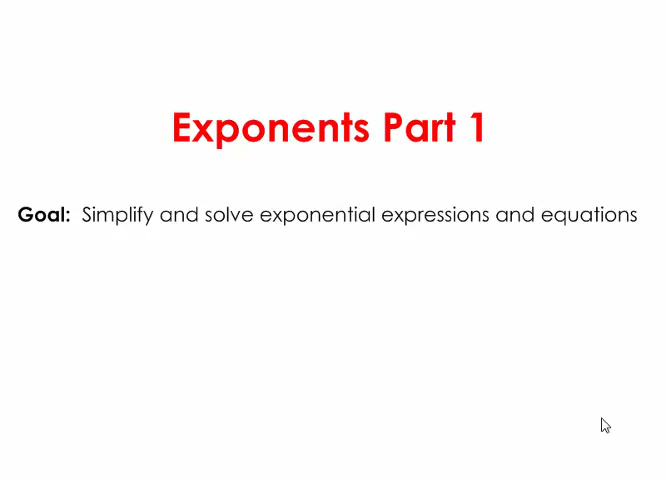 Exponents Part 1
Goal: Simplify and solve exponential expressions and equations